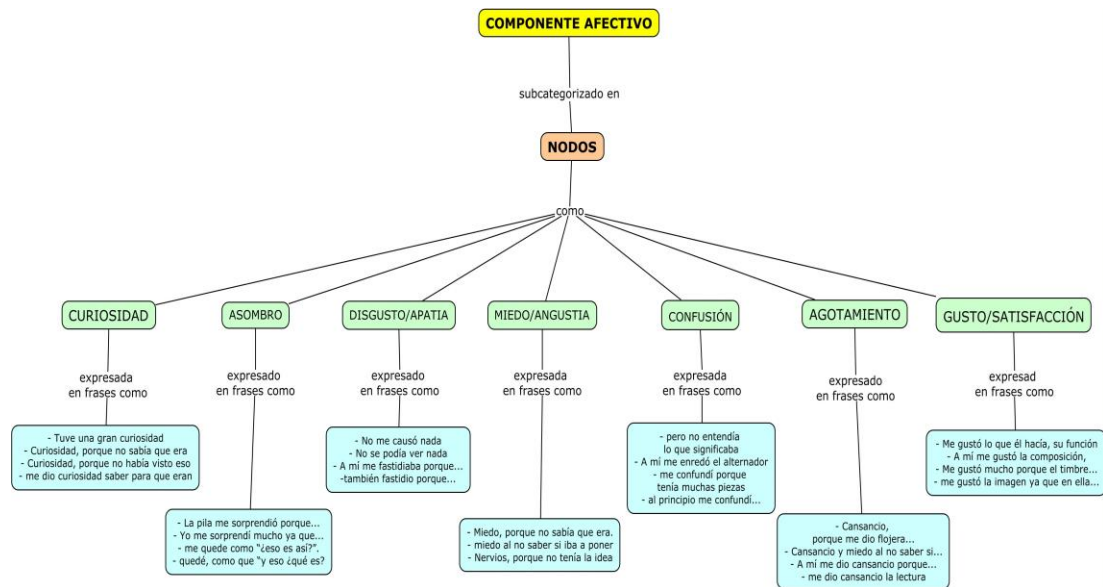 COMPONENTE AFECTIVO
subcategorizado en
NODOS
como
CURIOSIDAD
ASOMBRO
DISGUSTO/APATIA
MIEDO/ANGUSTIA
CONFUSIÓN
AGOTAMIENTO
GUSTO/SATISFACCIÓN
expresada
en frases como
expresado
en frases como
expresado
en frases como
expresada
en frases como
expresada
en frases como
expresado
en frases como
expresad
en frases como
- Tuve una gran curiosidad
- Curiosidad, porque no sabía que era
- Curiosidad, porque no había visto eso
- me dio curiosidad saber para que eran
- La pila me sorprendió porque...
- Yo me sorprendí mucho ya que...
- me quede como "¿eso es así?".
- quedé, como que "y eso ¿qué es?
- No me causó nada
- No se podía ver nada
- A mí me fastidiaba porque...
-también fastidio porque...
- Miedo, porque no sabía que era.
- miedo al no saber si iba a poner
- Nervios, porque no tenía la idea
- pero no entendía
lo que significaba
- A mí me enredó el alternador
- me confundí porque
tenía muchas piezas
- al principio me confundí...
- Cansancio,
porque me dio flojera...
- Cansancio y miedo al no saber si...
- A mí me dio cansancio porque...
- me dio cansancio la lectura
- Me gustó lo que él hacía, su función
- A mí me gustó la composición,
- Me gustó mucho porque el timbre...
- me gustó la imagen ya que en ella...